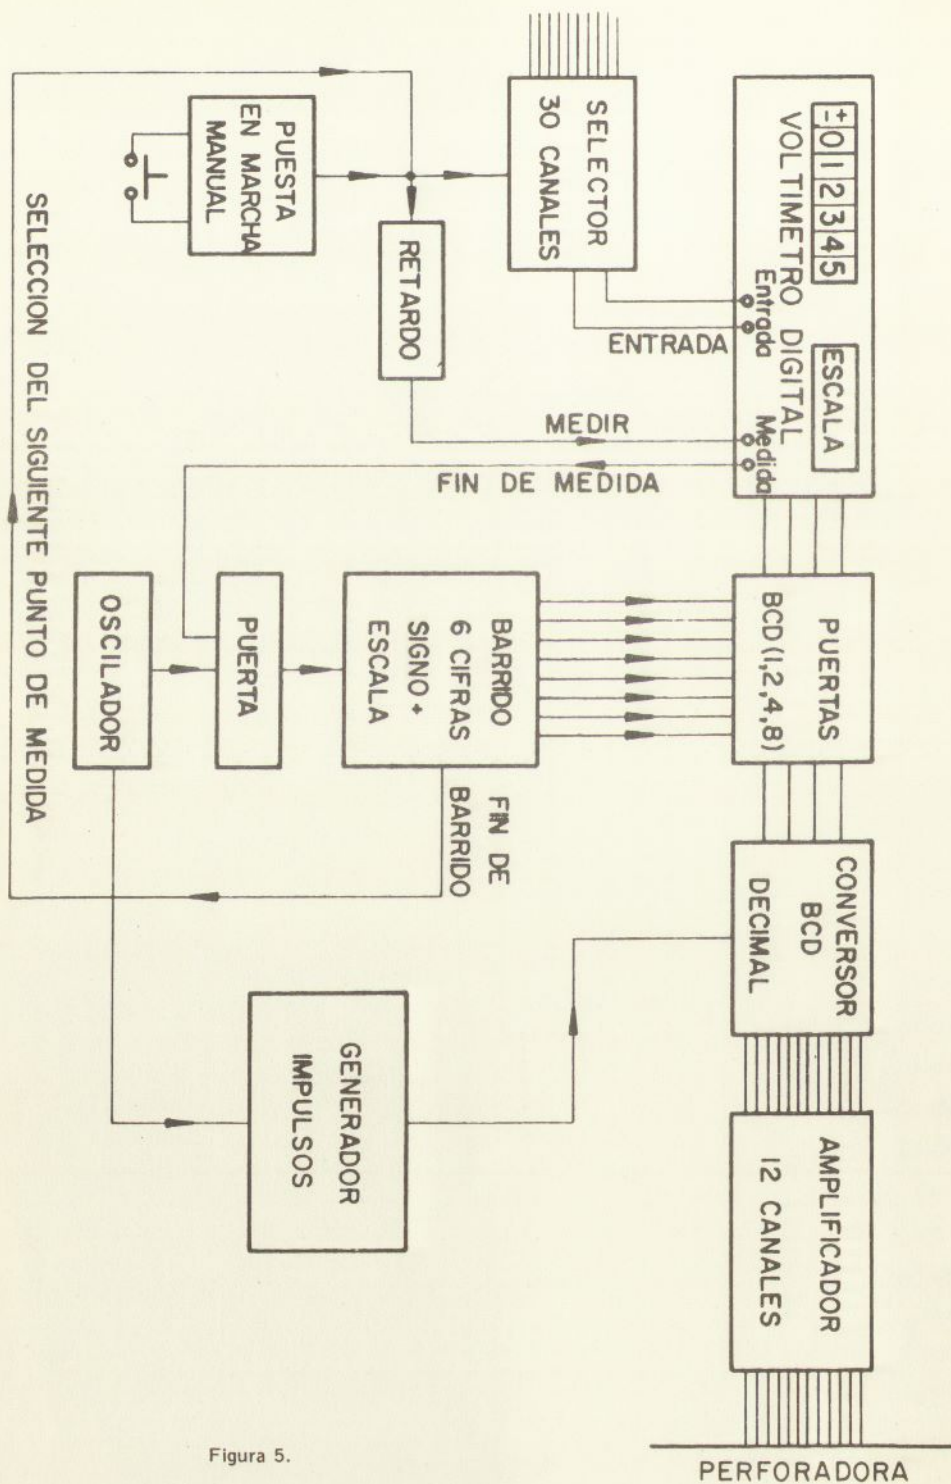 PUESTA
EN MARCHA
MANUAL
SELECTOR
30 CANALES
RETARDO
+
-
0 1 2 3 4 5
VOLTIMETRO DIGITAL
ESCALA
Entrada
Medida
ENTRADA
MEDIR
FIN DE MEDIDA
SELECCION DEL SIGUIENTE PUNTO DE MEDIDA
OSCILADOR
PUERTA
BARRIDO
6 CIFRAS
SIGNO +
ESCALA
PUERTAS
BCD (1,2,4,8)
FIN DE
BARRIDO
CONVERSOR
BCD
DECIMAL
GENERADOR
IMPULSOS
AMPLIFICADOR
12 CANALES
PERFORADORA
Figura 5.